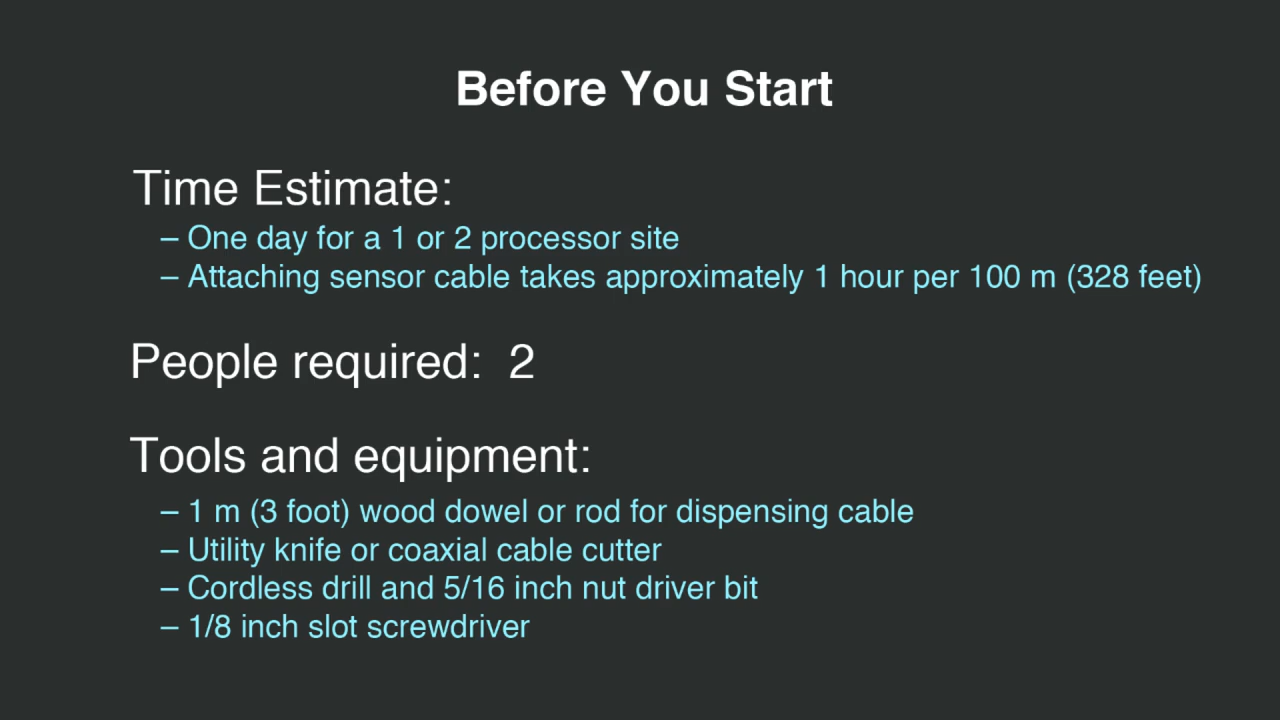 Before You Start
Time Estimate:
– One day for a 1 or 2 processor site
– Attaching sensor cable takes approximately 1 hour per 100 m (328 feet)
People required: 2
Tools and equipment:
– 1 m (3 foot) wood dowel or rod for dispensing cable
– Utility knife or coaxial cable cutter
– Cordless drill and 5/16 inch nut driver bit
– 1/8 inch slot screwdriver